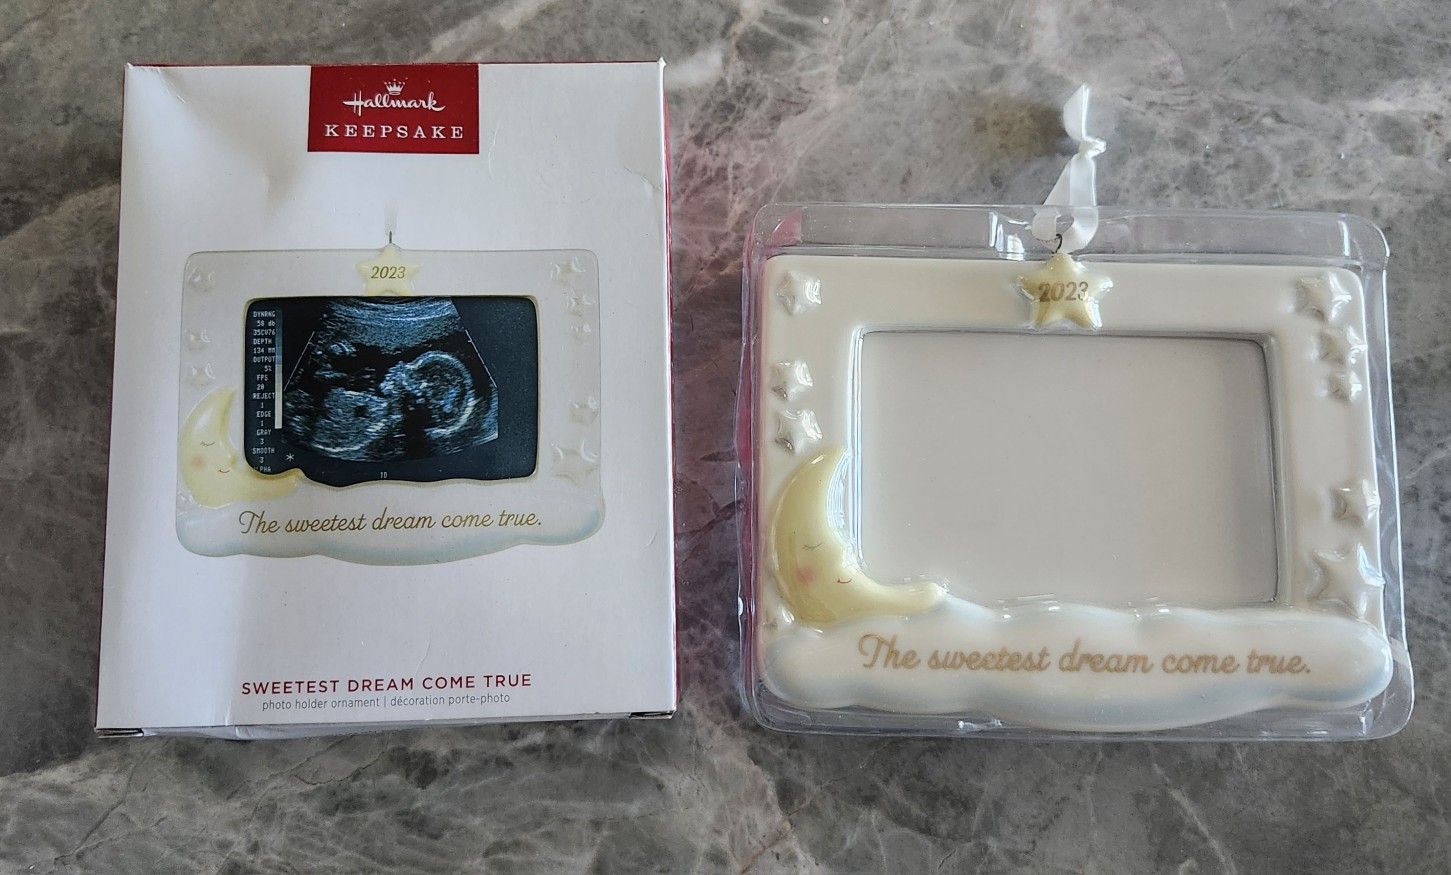 Hallmark
KEEPSAKE
2023
DYNRNG
50 db
DEPTH
134 MM
OUTPUT
5%
FPS
20
REJECT
1
EDGE
1
GRAY
3
SMOOTH
3
*
The sweetest dream come true.
SWEETEST DREAM COME TRUE
photo holder ornament | décoration porte-photo
2023
The sweetest dream come true.